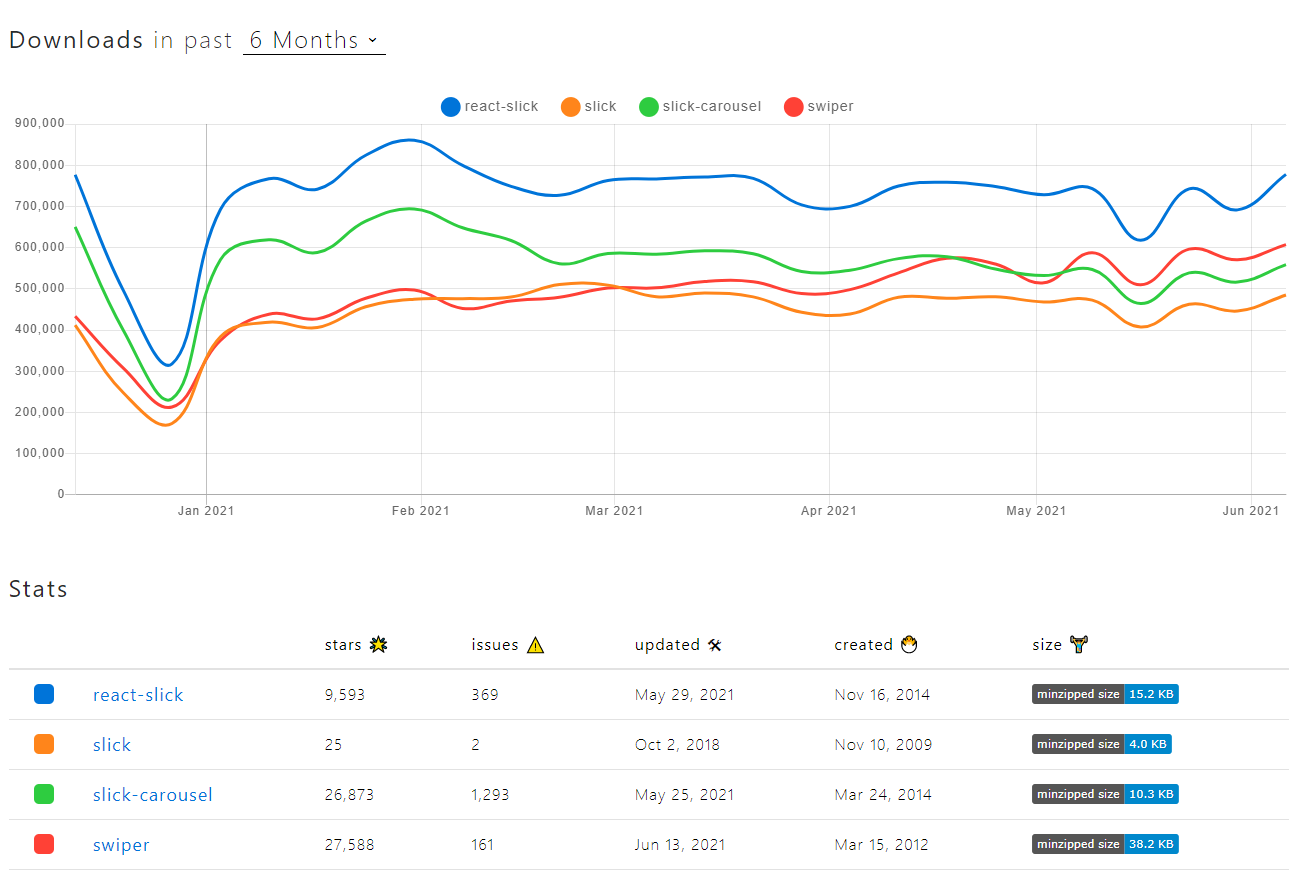 Downloads in past 6 Months
react-slick slick slick-carousel swiper
900,000
800,000
700,000
600,000
500,000
400,000
300,000
200,000
100,000
0
Jan 2021 Feb 2021 Mar 2021 Apr 2021 May 2021 Jun 2021
Stats
stars issues updated created size
react-slick 9,593 369 May 29, 2021 Nov 16, 2014 minzipped size 15.2 KB
slick 25 2 Oct 2, 2018 Nov 10, 2009 minzipped size 4.0 KB
slick-carousel 26,873 1,293 May 25, 2021 Mar 24, 2014 minzipped size 10.3 KB
swiper 27,588 161 Jun 13, 2021 Mar 15, 2012 minzipped size 38.2 KB